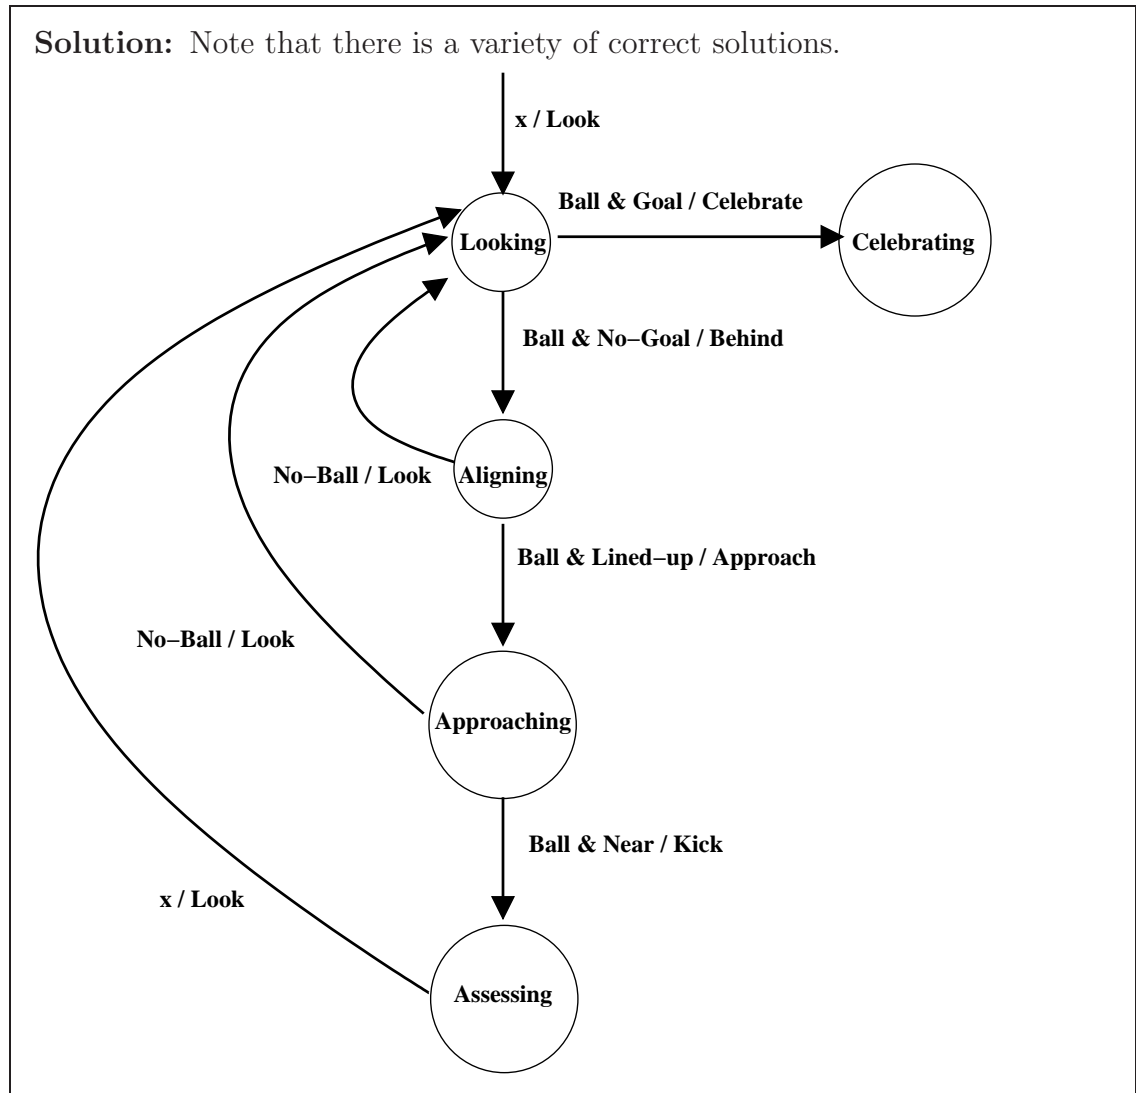 Solution: Note that there is a variety of correct solutions.
x / Look
Ball & Goal / Celebrate
Looking
Celebrating
Ball & No−Goal / Behind
No−Ball / Look
Aligning
Ball & Lined−up / Approach
No−Ball / Look
Approaching
Ball & Near / Kick
x / Look
Assessing